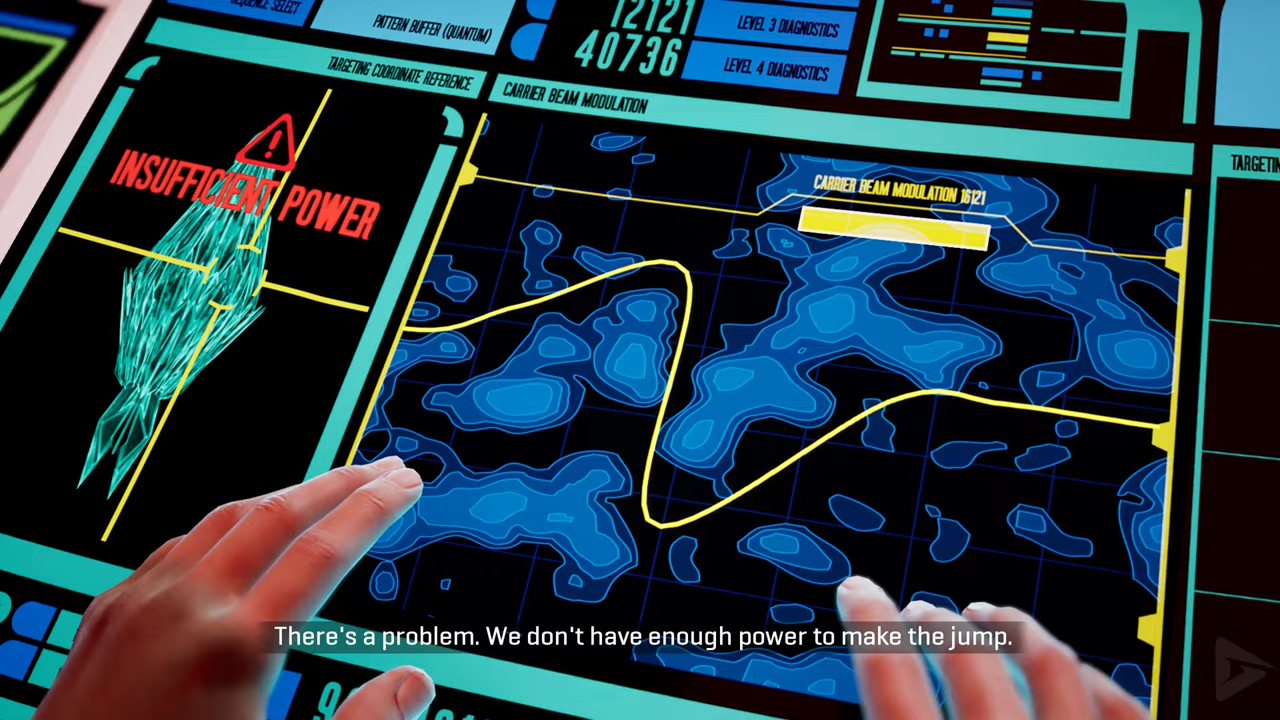 SEQUENCE SELECT
PATTERN BUFFER (QUANTUM)
12121
40736
LEVEL 3 DIAGNOSTICS
LEVEL 4 DIAGNOSTICS
TARGETING COORDINATE REFERENCE
CARRIER BEAM MODULATION
INSUFFICIENT POWER
CARRIER BEAM MODULATION 16121
There's a problem. We don't have enough power to make the jump.